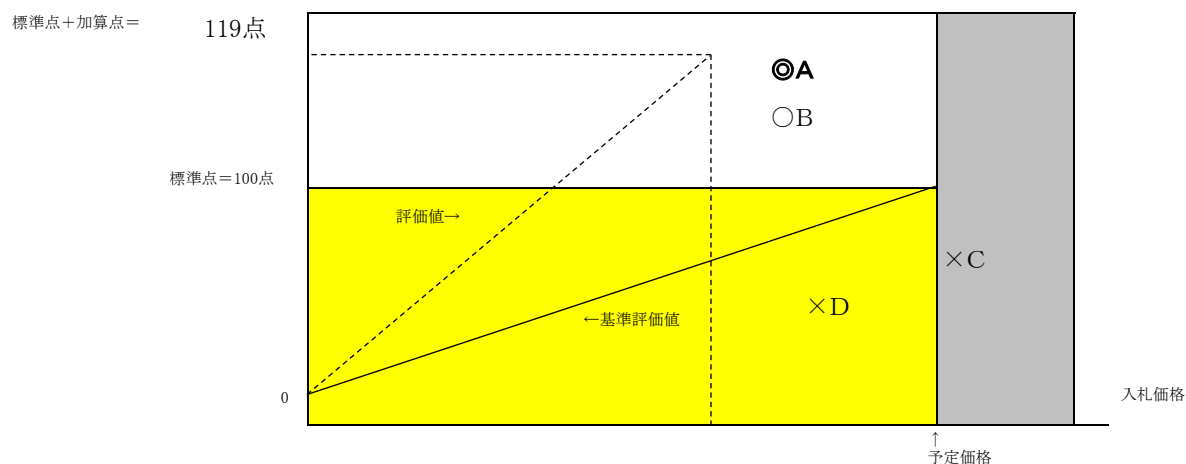 標準点＋加算点＝ 119点
◎A
○B
標準点＝100点
評価値→
×C
×D
←基準評価値
0
入札価格
↑
予定価格